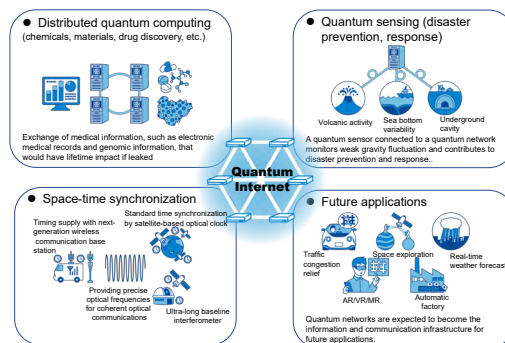 ● Distributed quantum computing
(chemicals, materials, drug discovery, etc.)
Exchange of medical information, such as electronic
medical records and genomic information, that
would have lifetime impact if leaked
● Quantum sensing (disaster
prevention, response)
Volcanic activity
Sea bottom
variability
Underground
cavity
A quantum sensor connected to a quantum network
monitors weak gravity fluctuation and contributes to
disaster prevention and response..
Quantum
Internet
● Space-time synchronization
Timing supply with next-
generation wireless
communication base
station
Standard time synchronization
by satellite-based optical clock
Providing precise
optical frequencies
for coherent optical
communications
Ultra-long baseline
interferometer
● Future applications
Traffic
congestion
relief
Space exploration
Real-time
weather forecast
AR/VR/MR
Automatic
factory
Quantum networks are expected to become the
information and communication infrastructure for
future applications.